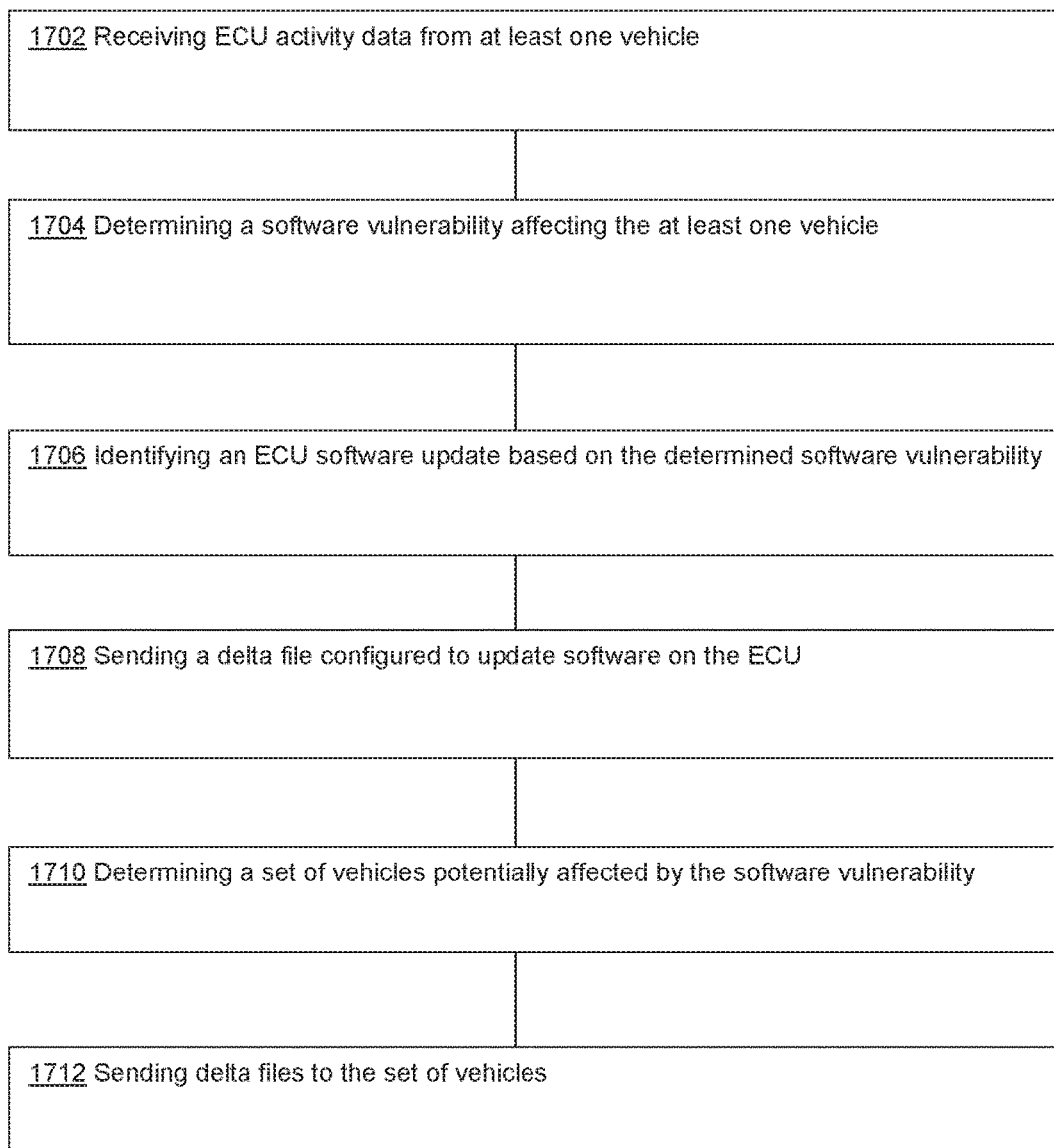 1702 Receiving ECU activity data from at least one vehicle
1704 Determining a software vulnerability affecting the at least one vehicle
1706 Identifying an ECU software update based on the determined software vulnerability
1708 Sending a delta file configured to update software on the ECU
1710 Determining a set of vehicles potentially affected by the software vulnerability
1712 Sending delta files to the set of vehicles